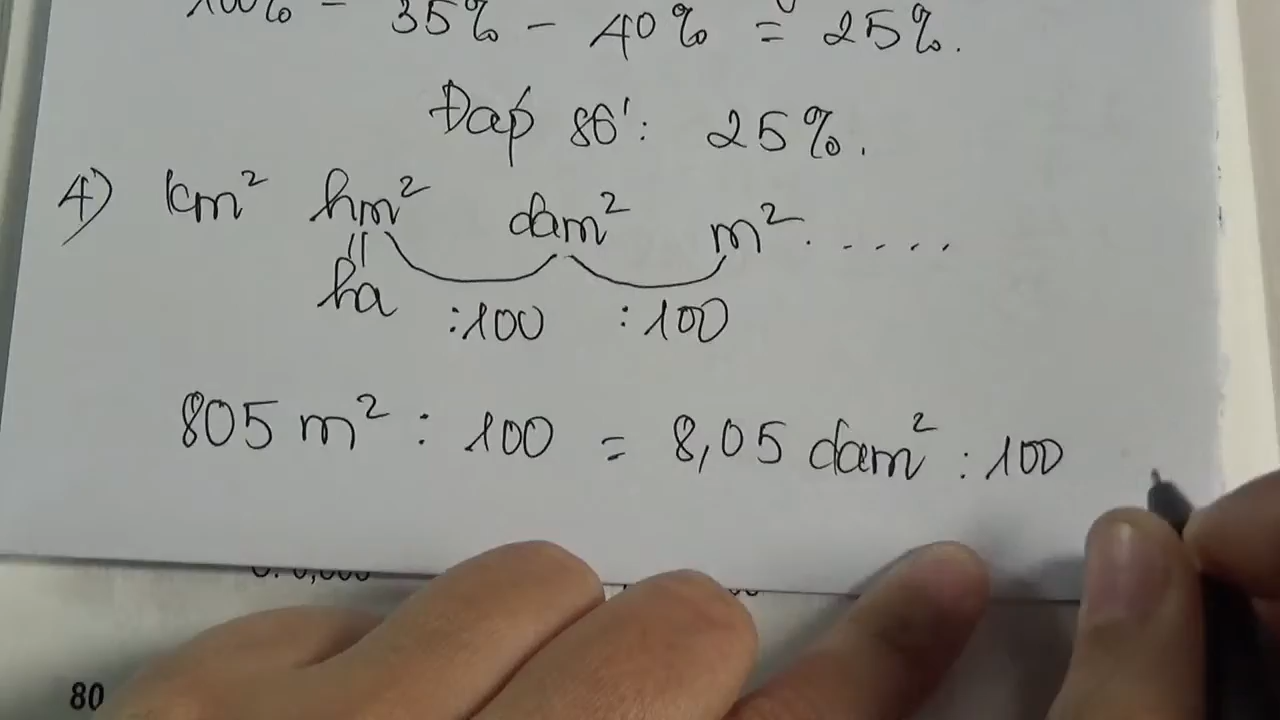 100% - 35% - 40% = 25%.
Đáp số: 25%.
4) km² hm² dam² m² .....
ha :100 :100
805 m² : 100 = 8,05 dam² : 100
80